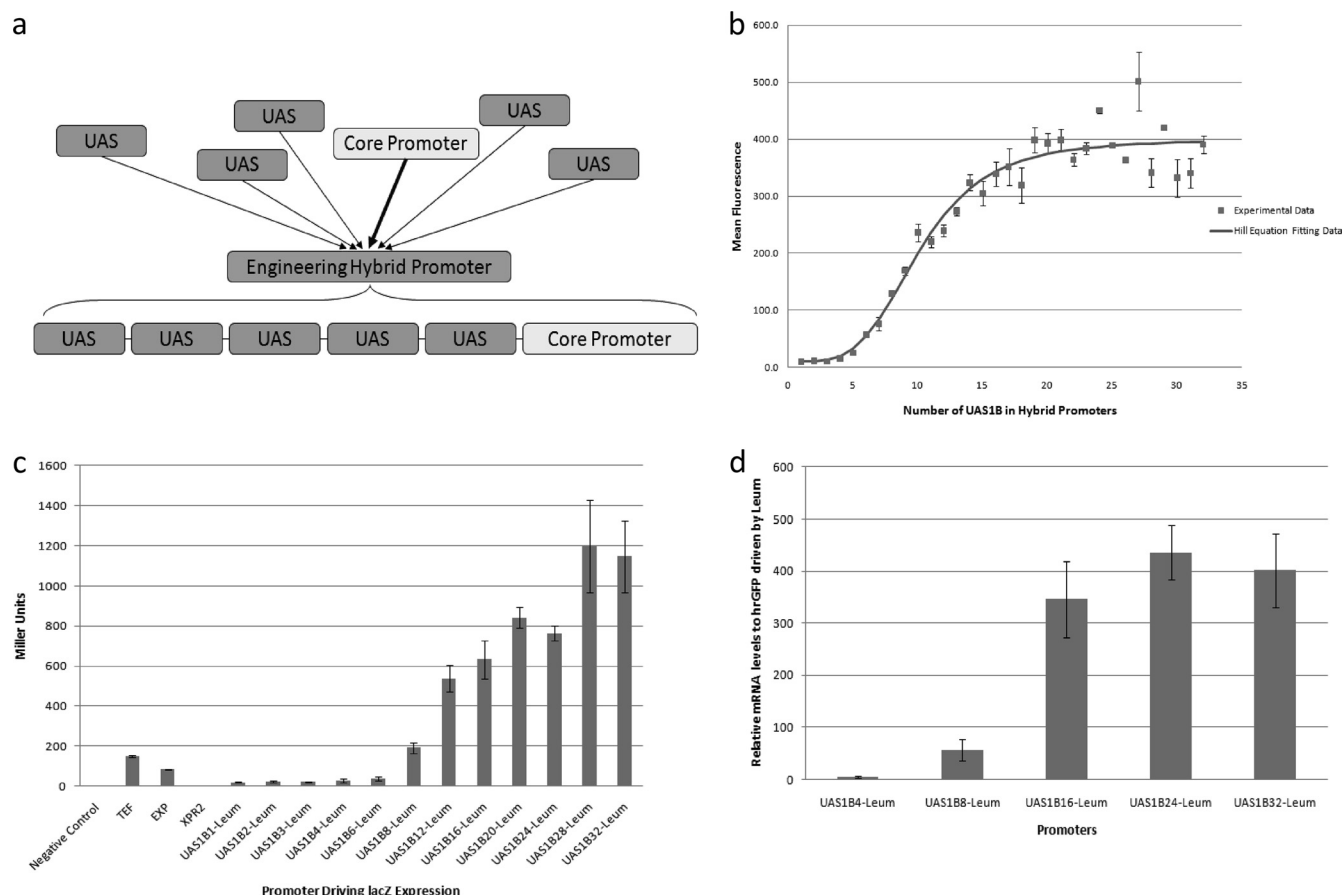 a
UAS
UAS
UAS
UAS
UAS
Core Promoter
Engineering Hybrid Promoter
UAS UAS UAS UAS UAS Core Promoter
b
600.0
500.0
400.0
300.0
200.0
100.0
0.0
0 5 10 15 20 25 30 35
Mean Fluorescence
Number of UAS1B in Hybrid Promoters
Experimental Data
Hill Equation Fitting Data
c
1600
1400
1200
1000
800
600
400
200
0
Miller Units
Negative Control
TEF
EXP
XPR2
UAS1B1-Leum
UAS1B2-Leum
UAS1B3-Leum
UAS1B4-Leum
UAS1B6-Leum
UAS1B8-Leum
UAS1B12-Leum
UAS1B16-Leum
UAS1B20-Leum
UAS1B24-Leum
UAS1B28-Leum
UAS1B32-Leum
Promoter Driving lacZ Expression
d
600
500
400
300
200
100
0
Relative mRNA levels to hrGFP driven by Leum
UAS1B4-Leum UAS1B8-Leum UAS1B16-Leum UAS1B24-Leum UAS1B32-Leum
Promoters